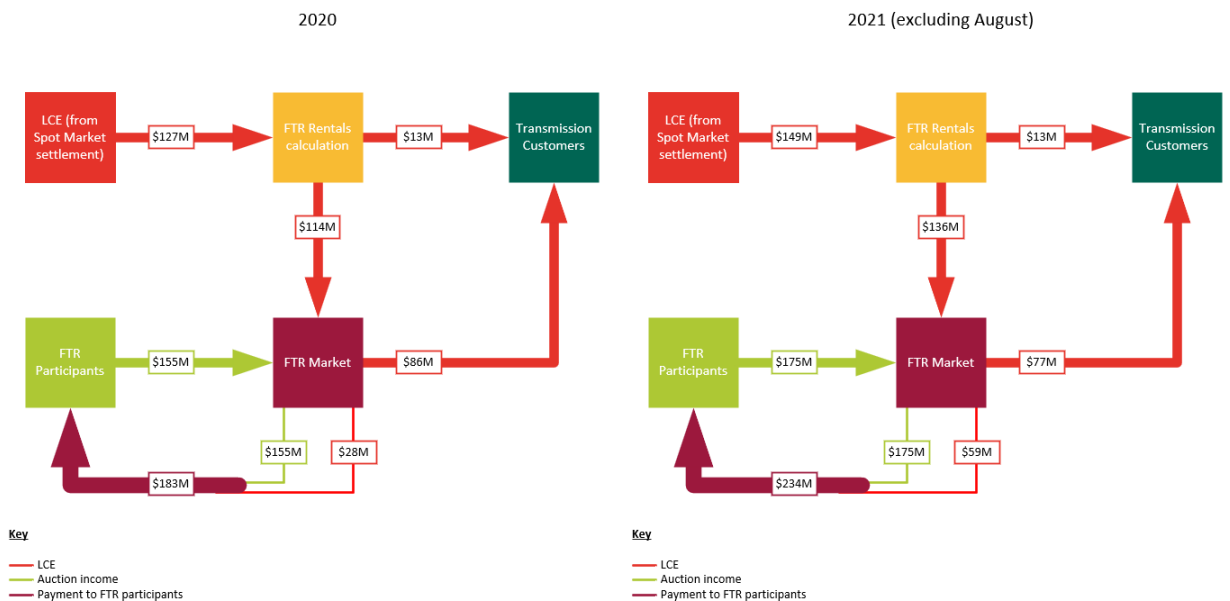 2020
LCE (from
Spot Market
settlement)
$127M
FTR Rentals
calculation
$13M
Transmission
Customers
$114M
FTR
Participants
$155M
FTR Market
$86M
$155M
$28M
$183M
Key
LCE
Auction income
Payment to FTR participants
2021 (excluding August)
LCE (from
Spot Market
settlement)
$149M
FTR Rentals
calculation
$13M
Transmission
Customers
$136M
FTR
Participants
$175M
FTR Market
$77M
$175M
$59M
$234M
Key
LCE
Auction income
Payment to FTR participants